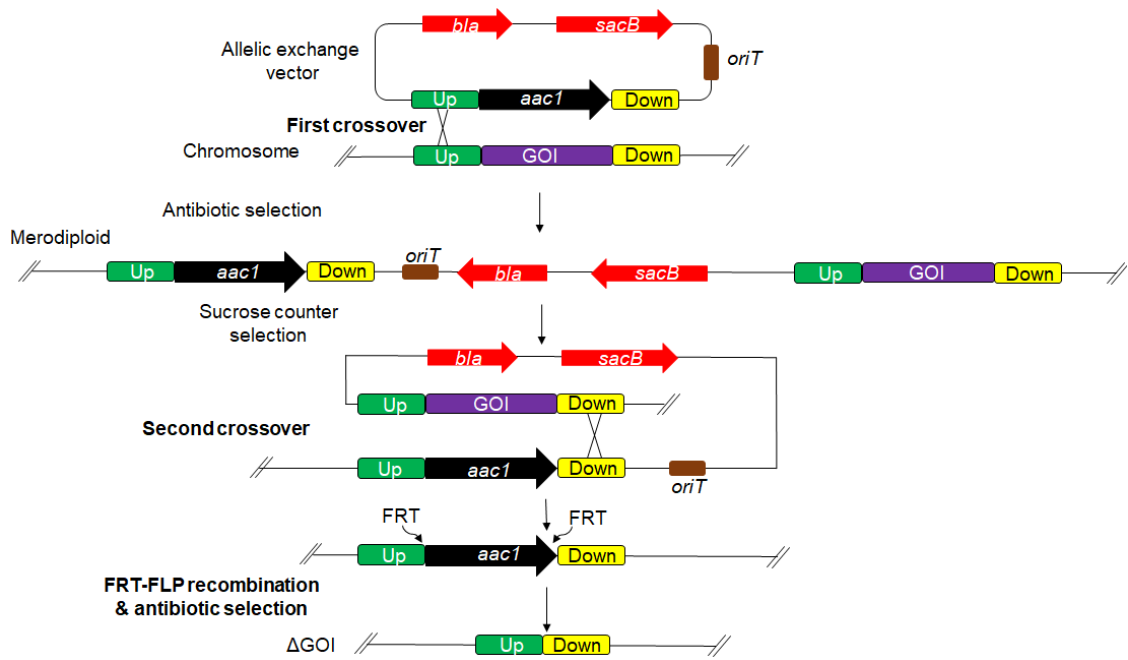 bla
sacB
Allelic exchange
vector
oriT
Up
aac1
Down
First crossover
Chromosome
Up
GOI
Down
Antibiotic selection
Merodiploid
oriT
Up
aac1
Down
bla
sacB
Up
GOI
Down
Sucrose counter
selection
bla
sacB
Up
GOI
Down
Second crossover
Up
aac1
Down
oriT
FRT
FRT
Up
aac1
Down
FRT-FLP recombination
& antibiotic selection
ΔGOI
Up
Down